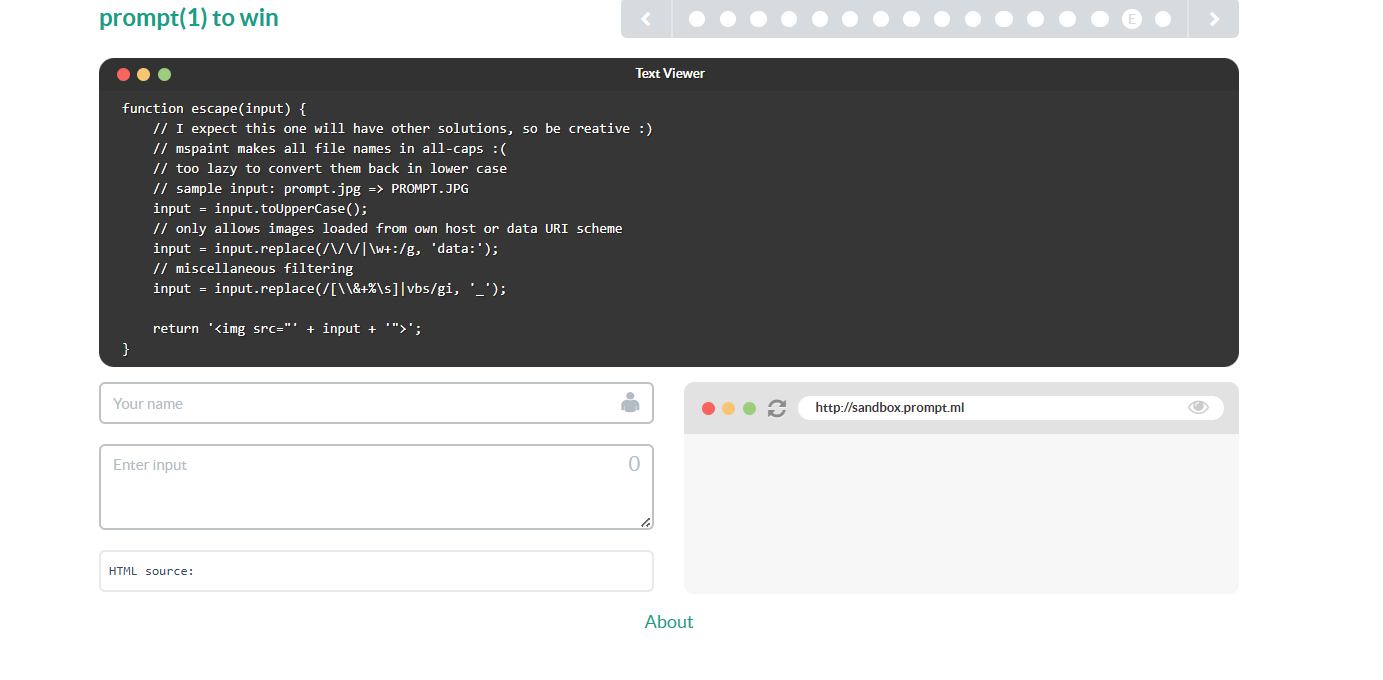 prompt(1) to win
E
Text Viewer
function escape(input) {
    // I expect this one will have other solutions, so be creative :)
    // mspaint makes all file names in all-caps :(
    // too lazy to convert them back in lower case
    // sample input: prompt.jpg => PROMPT.JPG
    input = input.toUpperCase();
    // only allows images loaded from own host or data URI scheme
    input = input.replace(/\/\/|\w+:/g, 'data:');
    // miscellaneous filtering
    input = input.replace(/[\\&+%\s]|vbs/gi, '_');

    return '<img src="' + input + '">';
}
Your name
http://sandbox.prompt.ml
Enter input
0
HTML source:
About